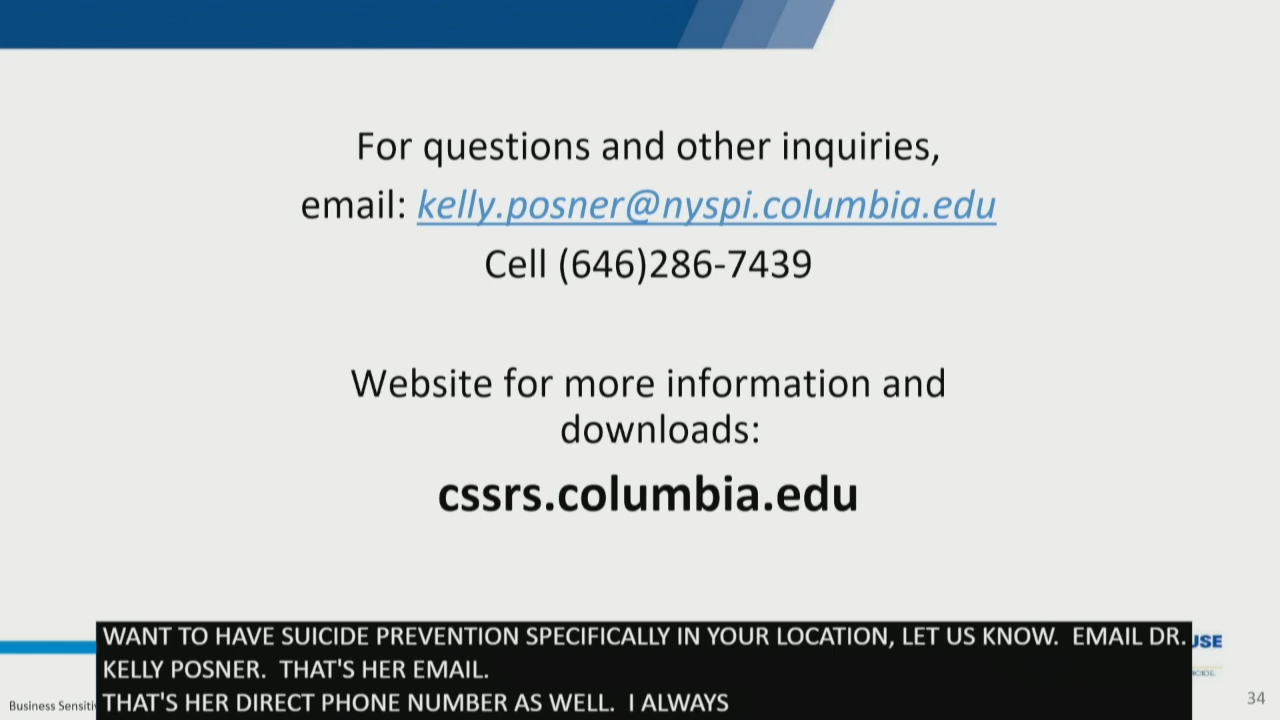 For questions and other inquiries,
email: kelly.posner@nyspi.columbia.edu
Cell (646)286-7439
Website for more information and
downloads:
cssrs.columbia.edu
WANT TO HAVE SUICIDE PREVENTION SPECIFICALLY IN YOUR LOCATION, LET US KNOW.  EMAIL DR.
KELLY POSNER.  THAT'S HER EMAIL.
THAT'S HER DIRECT PHONE NUMBER AS WELL.  I ALWAYS
Business Sensitiv
34